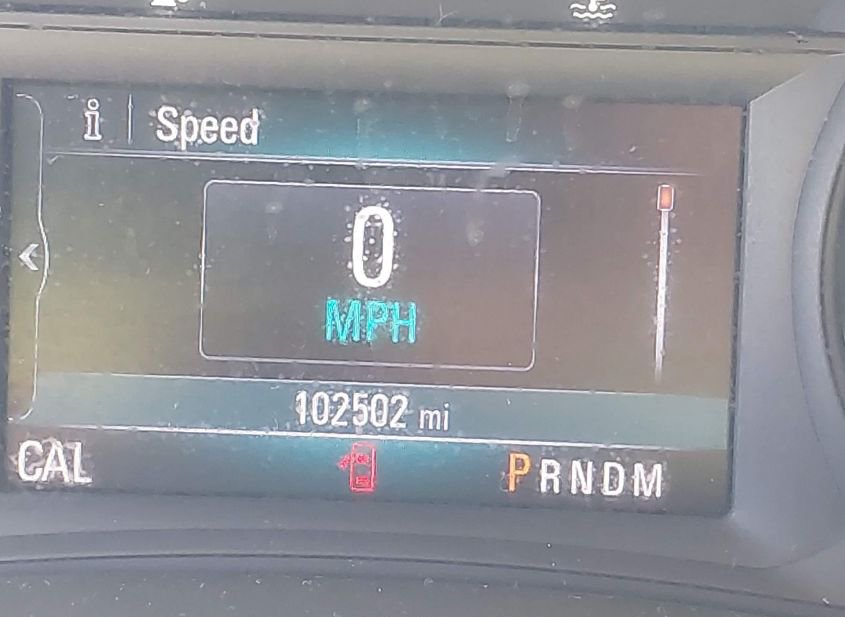 i Speed
0
MPH
102502 mi
CAL PRNDM